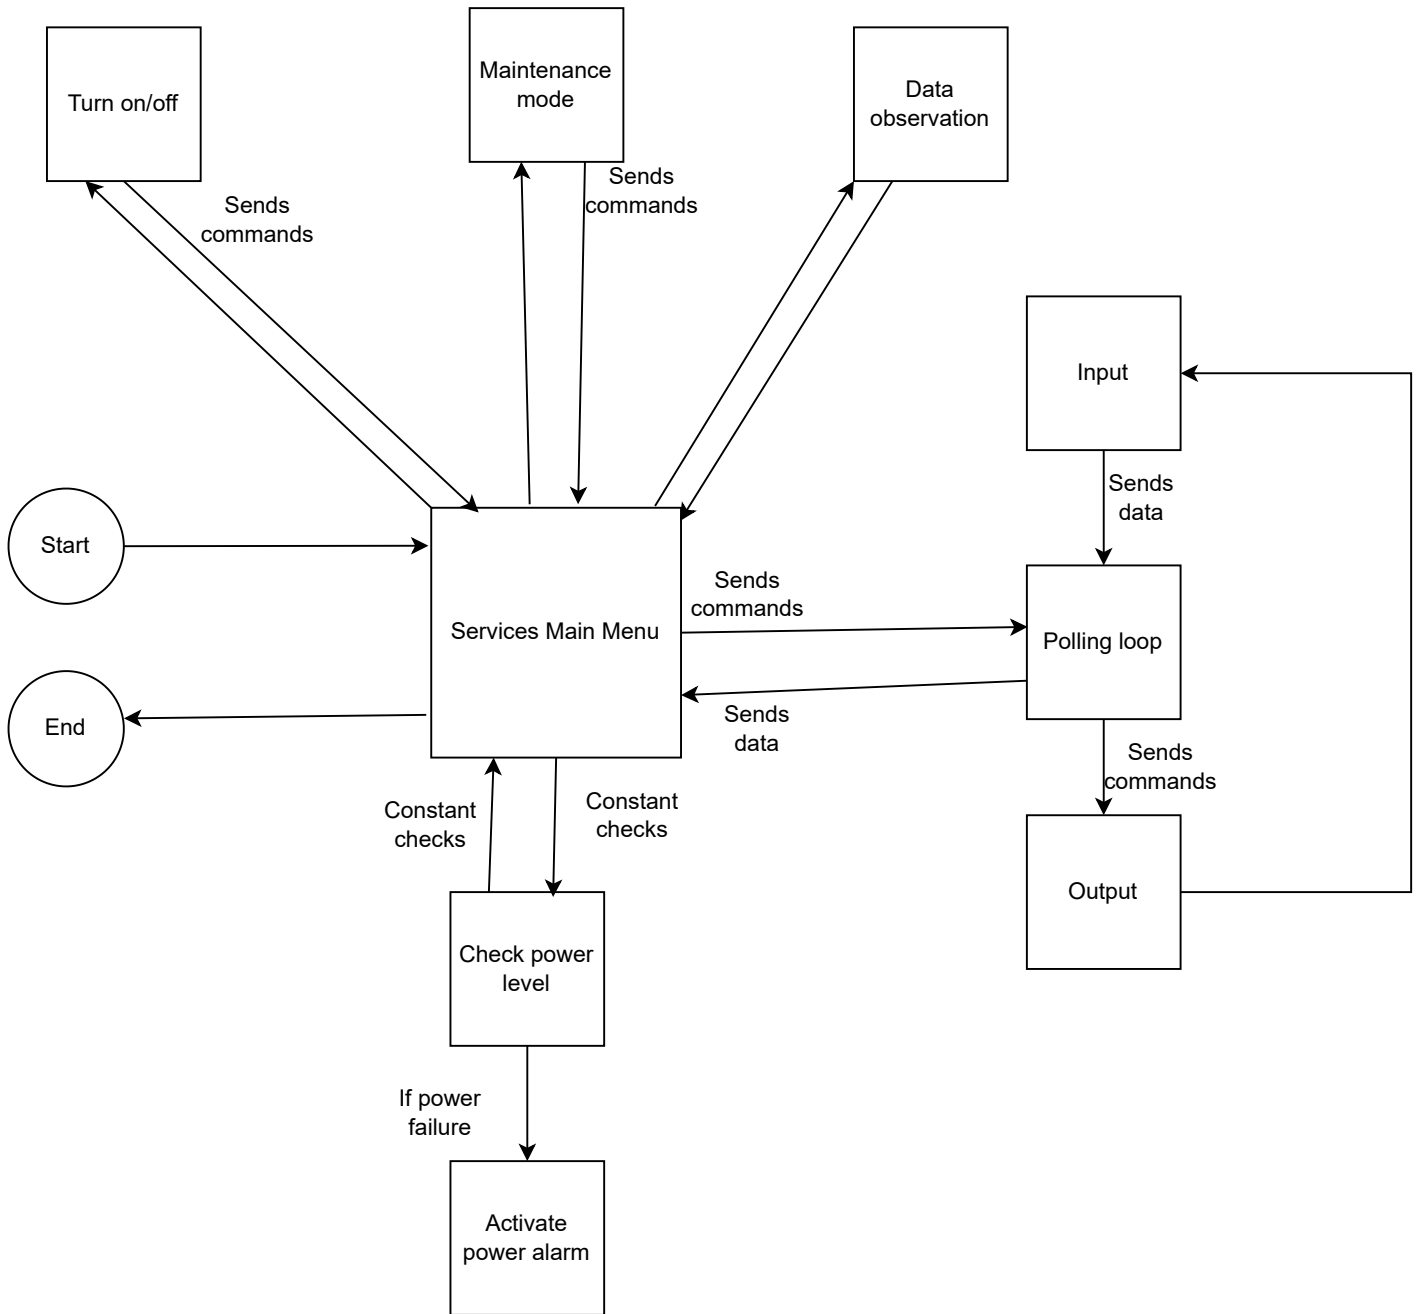 Turn on/off
Maintenance
mode
Data
observation
Sends
commands
Sends
commands
Input
Sends
data
Start
Services Main Menu
Sends
commands
Polling loop
End
Sends
data
Sends
commands
Constant
checks
Constant
checks
Output
Check power
level
If power
failure
Activate
power alarm